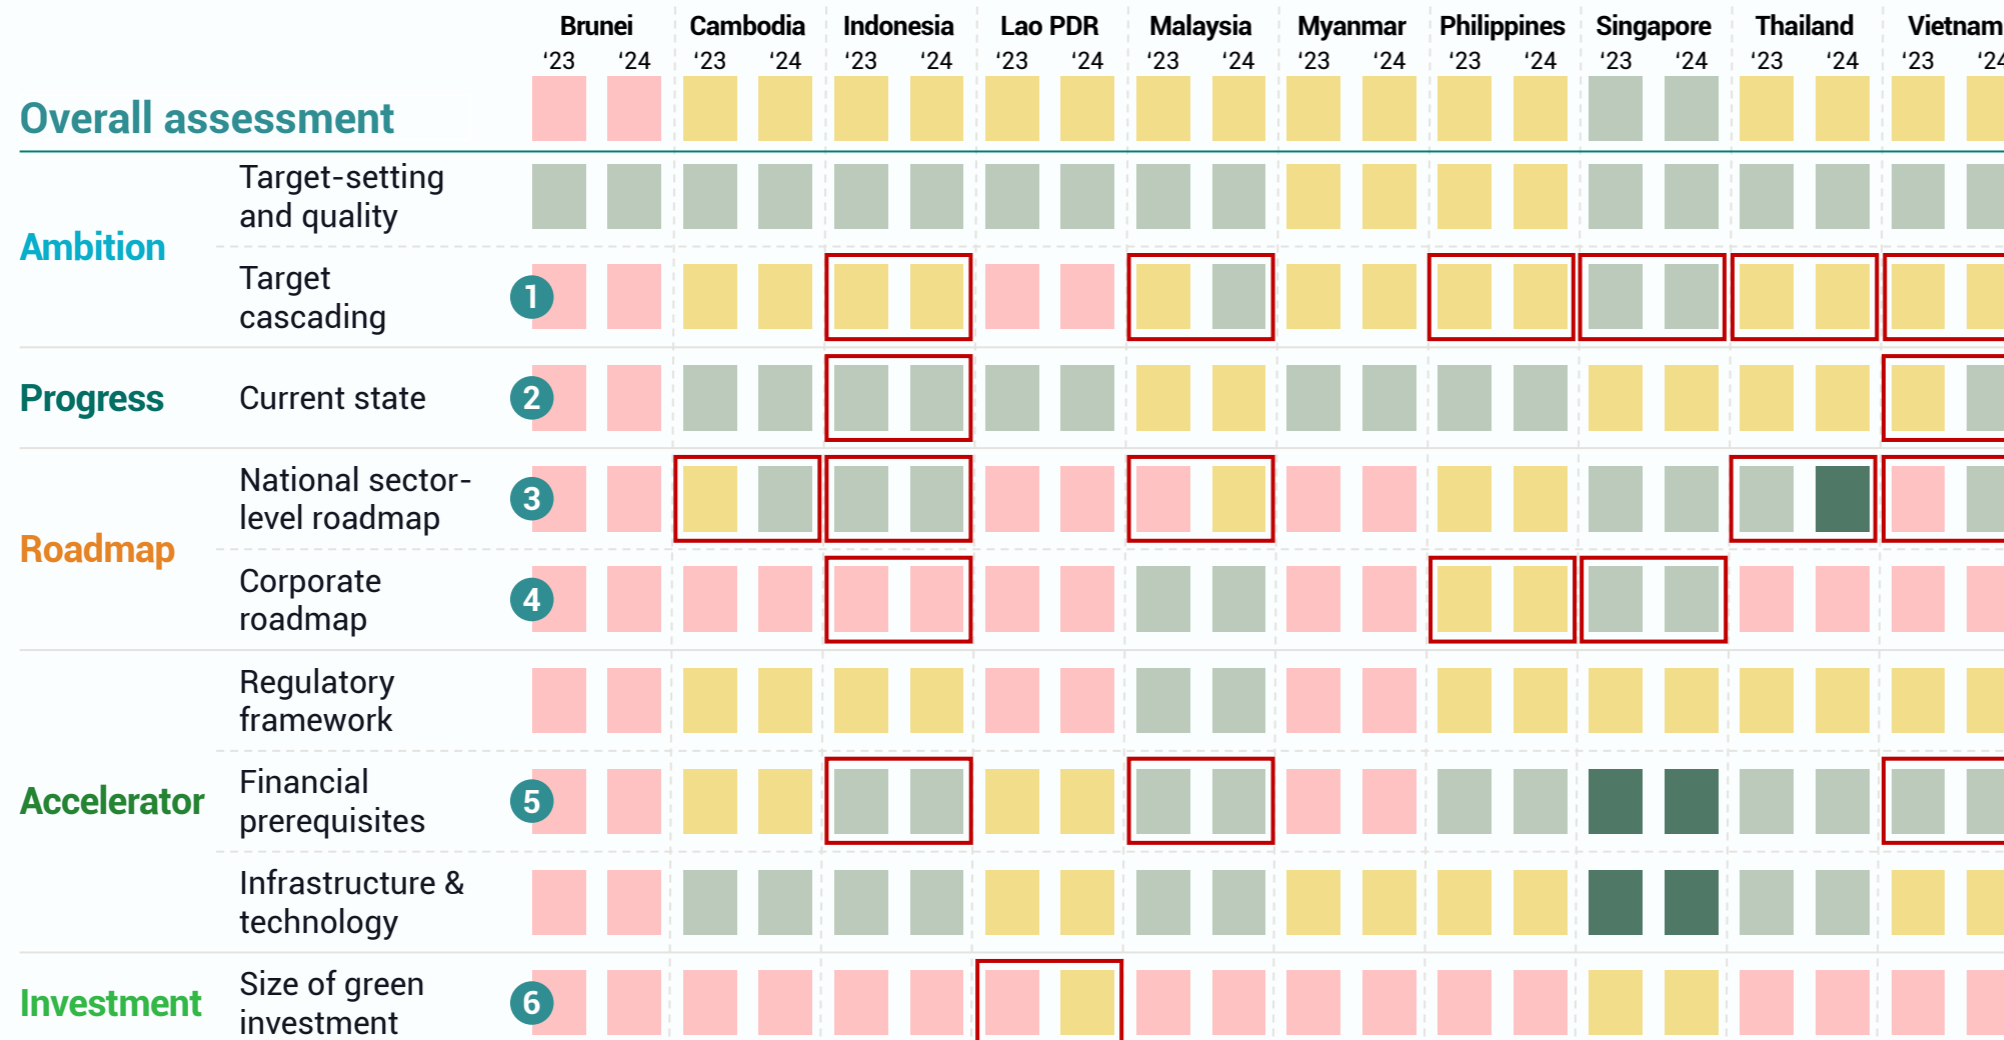 Brunei Cambodia Indonesia Lao PDR Malaysia Myanmar Philippines Singapore Thailand Vietnam
‘23 ‘24 ‘23 ‘24 ‘23 ‘24 ‘23 ‘24 ‘23 ‘24 ‘23 ‘24 ‘23 ‘24 ‘23 ‘24 ‘23 ‘24 ‘23 ‘24
Overall assessment
Ambition
Target-setting
and quality
Target
cascading
1
Progress
Current state
2
Roadmap
National sector-
level roadmap
3
Corporate
roadmap
4
Accelerator
Regulatory
framework
Financial
prerequisites
5
Infrastructure &
technology
Investment
Size of green
investment
6